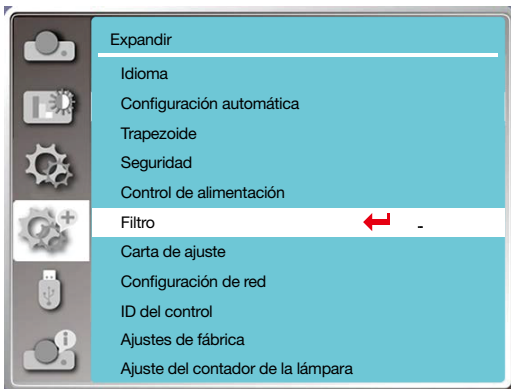 Expandir
Idioma
Configuración automática
Trapezoide
Seguridad
Control de alimentación
Filtro -
Carta de ajuste
Configuración de red
ID del control
Ajustes de fábrica
Ajuste del contador de la lámpara